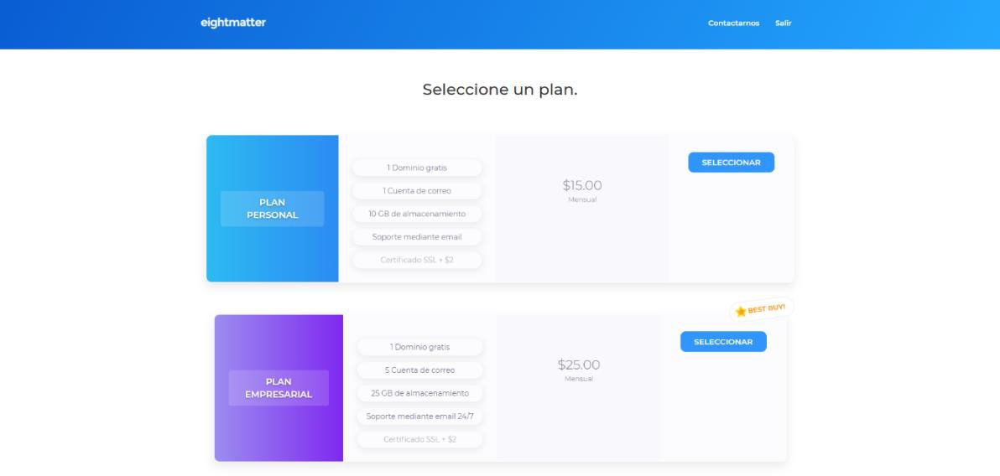 eightmatter
Contactarnos
Salir
Seleccione un plan.
PLAN
PERSONAL
1 Dominio gratis
1 Cuenta de correo
10 GB de almacenamiento
Soporte mediante email
Certificado SSL + $2
$15.00
Mensual
SELECCIONAR
BEST BUY!
PLAN
EMPRESARIAL
1 Dominio gratis
5 Cuenta de correo
25 GB de almacenamiento
Soporte mediante email 24/7
Certificado SSL + $2
$25.00
Mensual
SELECCIONAR